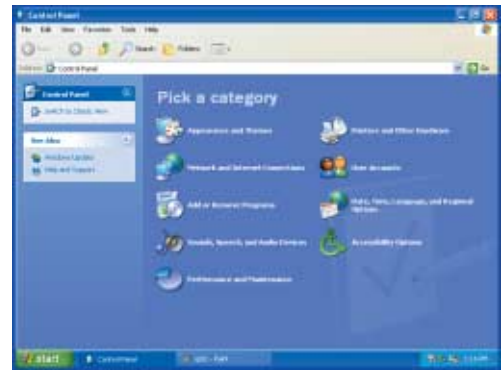 Control Panel
File Edit View Favorites Tools Help
Search Folders
Address Control Panel Go
Control Panel
Switch to Classic View
See Also
Windows Update
Help and Support
Pick a category
Appearance and Themes
Printers and Other Hardware
Network and Internet Connections
User Accounts
Add or Remove Programs
Date, Time, Language, and Regional
Options
Sounds, Speech, and Audio Devices
Accessibility Options
Performance and Maintenance
start Control Panel